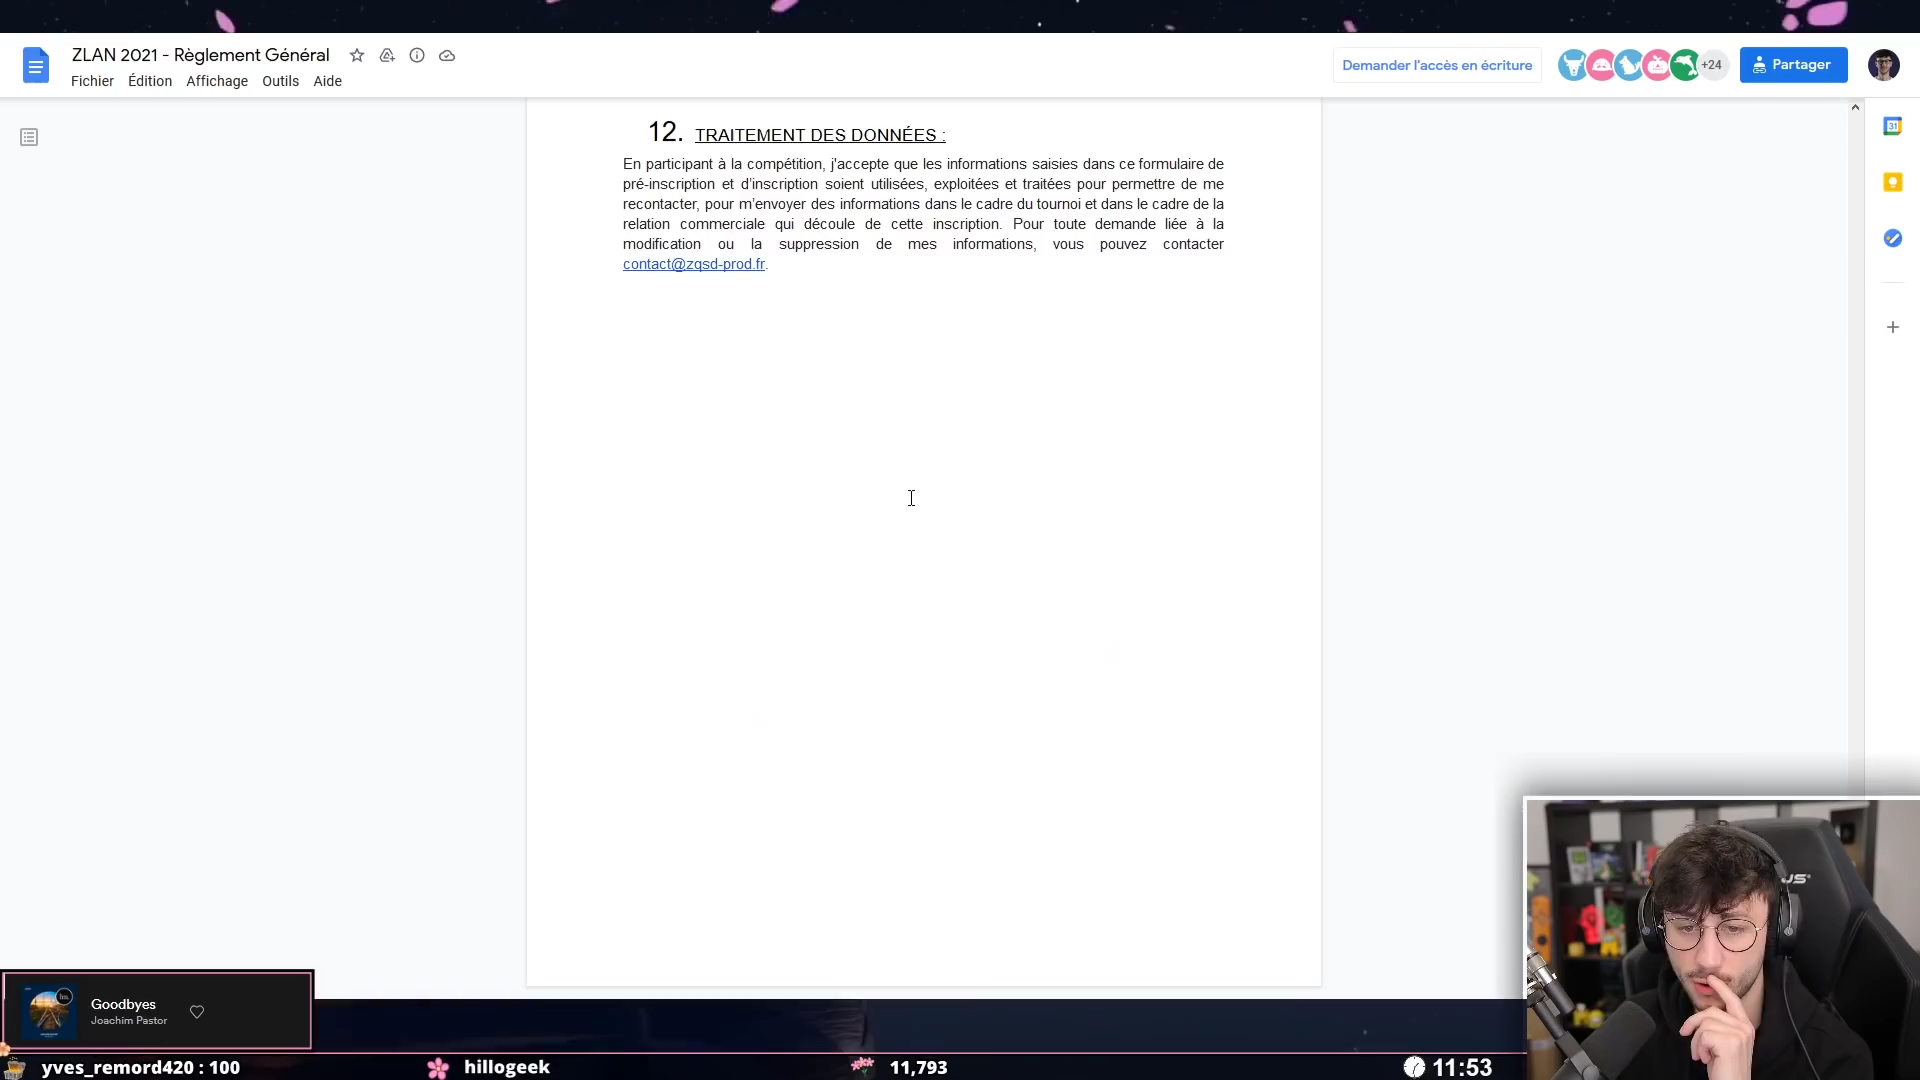 ZLAN 2021 - Règlement Général
Fichier Édition Affichage Outils Aide
Demander l'accès en écriture
+24
Partager
31
12. TRAITEMENT DES DONNÉES :
En participant à la compétition, j'accepte que les informations saisies dans ce formulaire de
pré-inscription et d'inscription soient utilisées, exploitées et traitées pour permettre de me
recontacter, pour m'envoyer des informations dans le cadre du tournoi et dans le cadre de la
relation commerciale qui découle de cette inscription. Pour toute demande liée à la
modification ou la suppression de mes informations, vous pouvez contacter
contact@zqsd-prod.fr.
Goodbyes
Joachim Pastor
yves_remord420 : 100
hillogeek
11,793
11:53